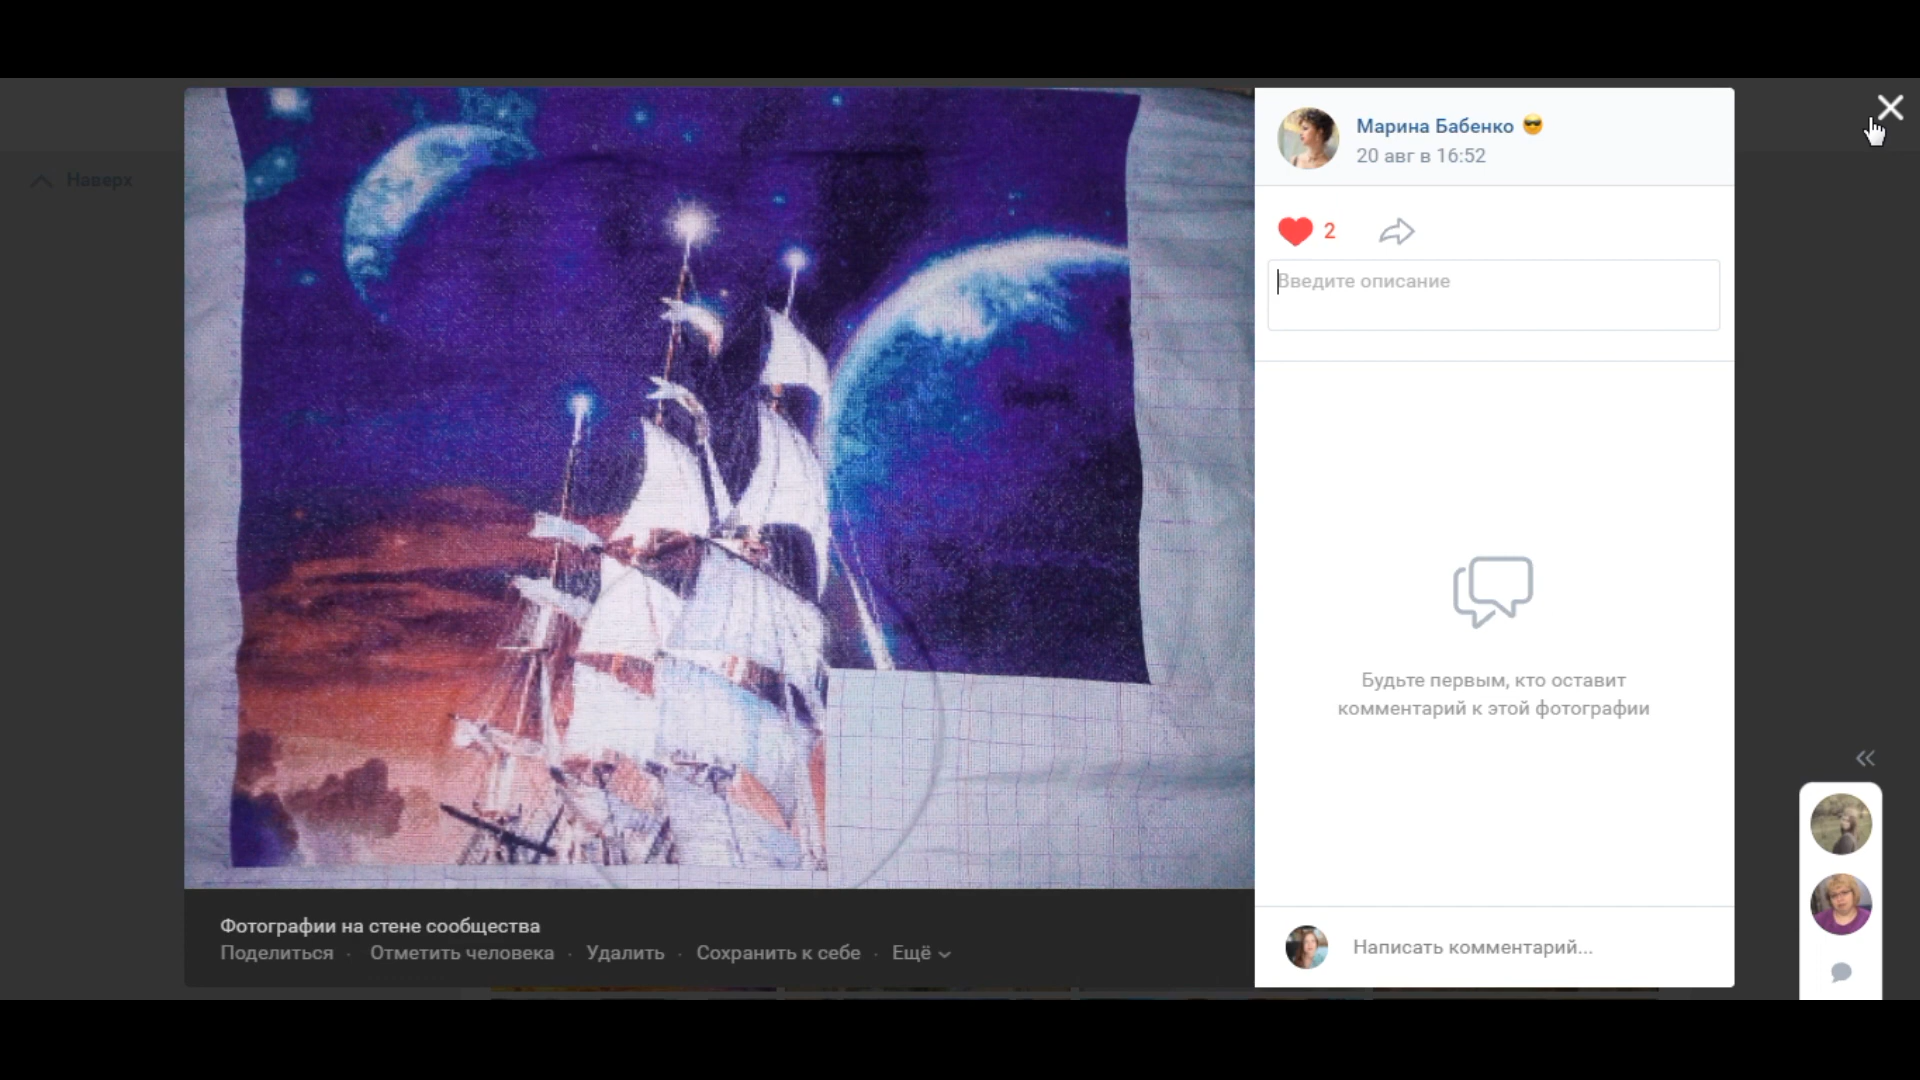 Наверх
Марина Бабенко
20 авг в 16:52
2
Введите описание
Будьте первым, кто оставит
комментарий к этой фотографии
Фотографии на стене сообщества
Поделиться · Отметить человека · Удалить · Сохранить к себе · Ещё
Написать комментарий...